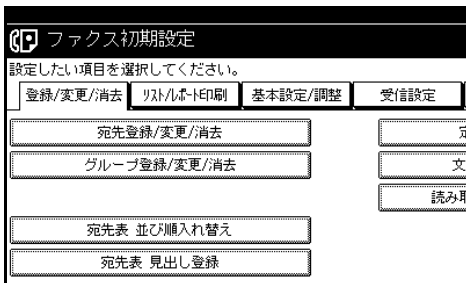 ファクス初期設定
設定したい項目を選択してください。
登録/変更/消去 リスト/レポート印刷 基本設定/調整 受信設定
宛先登録/変更/消去
グループ登録/変更/消去 文
読み取
宛先表 並び順入れ替え
宛先表 見出し登録